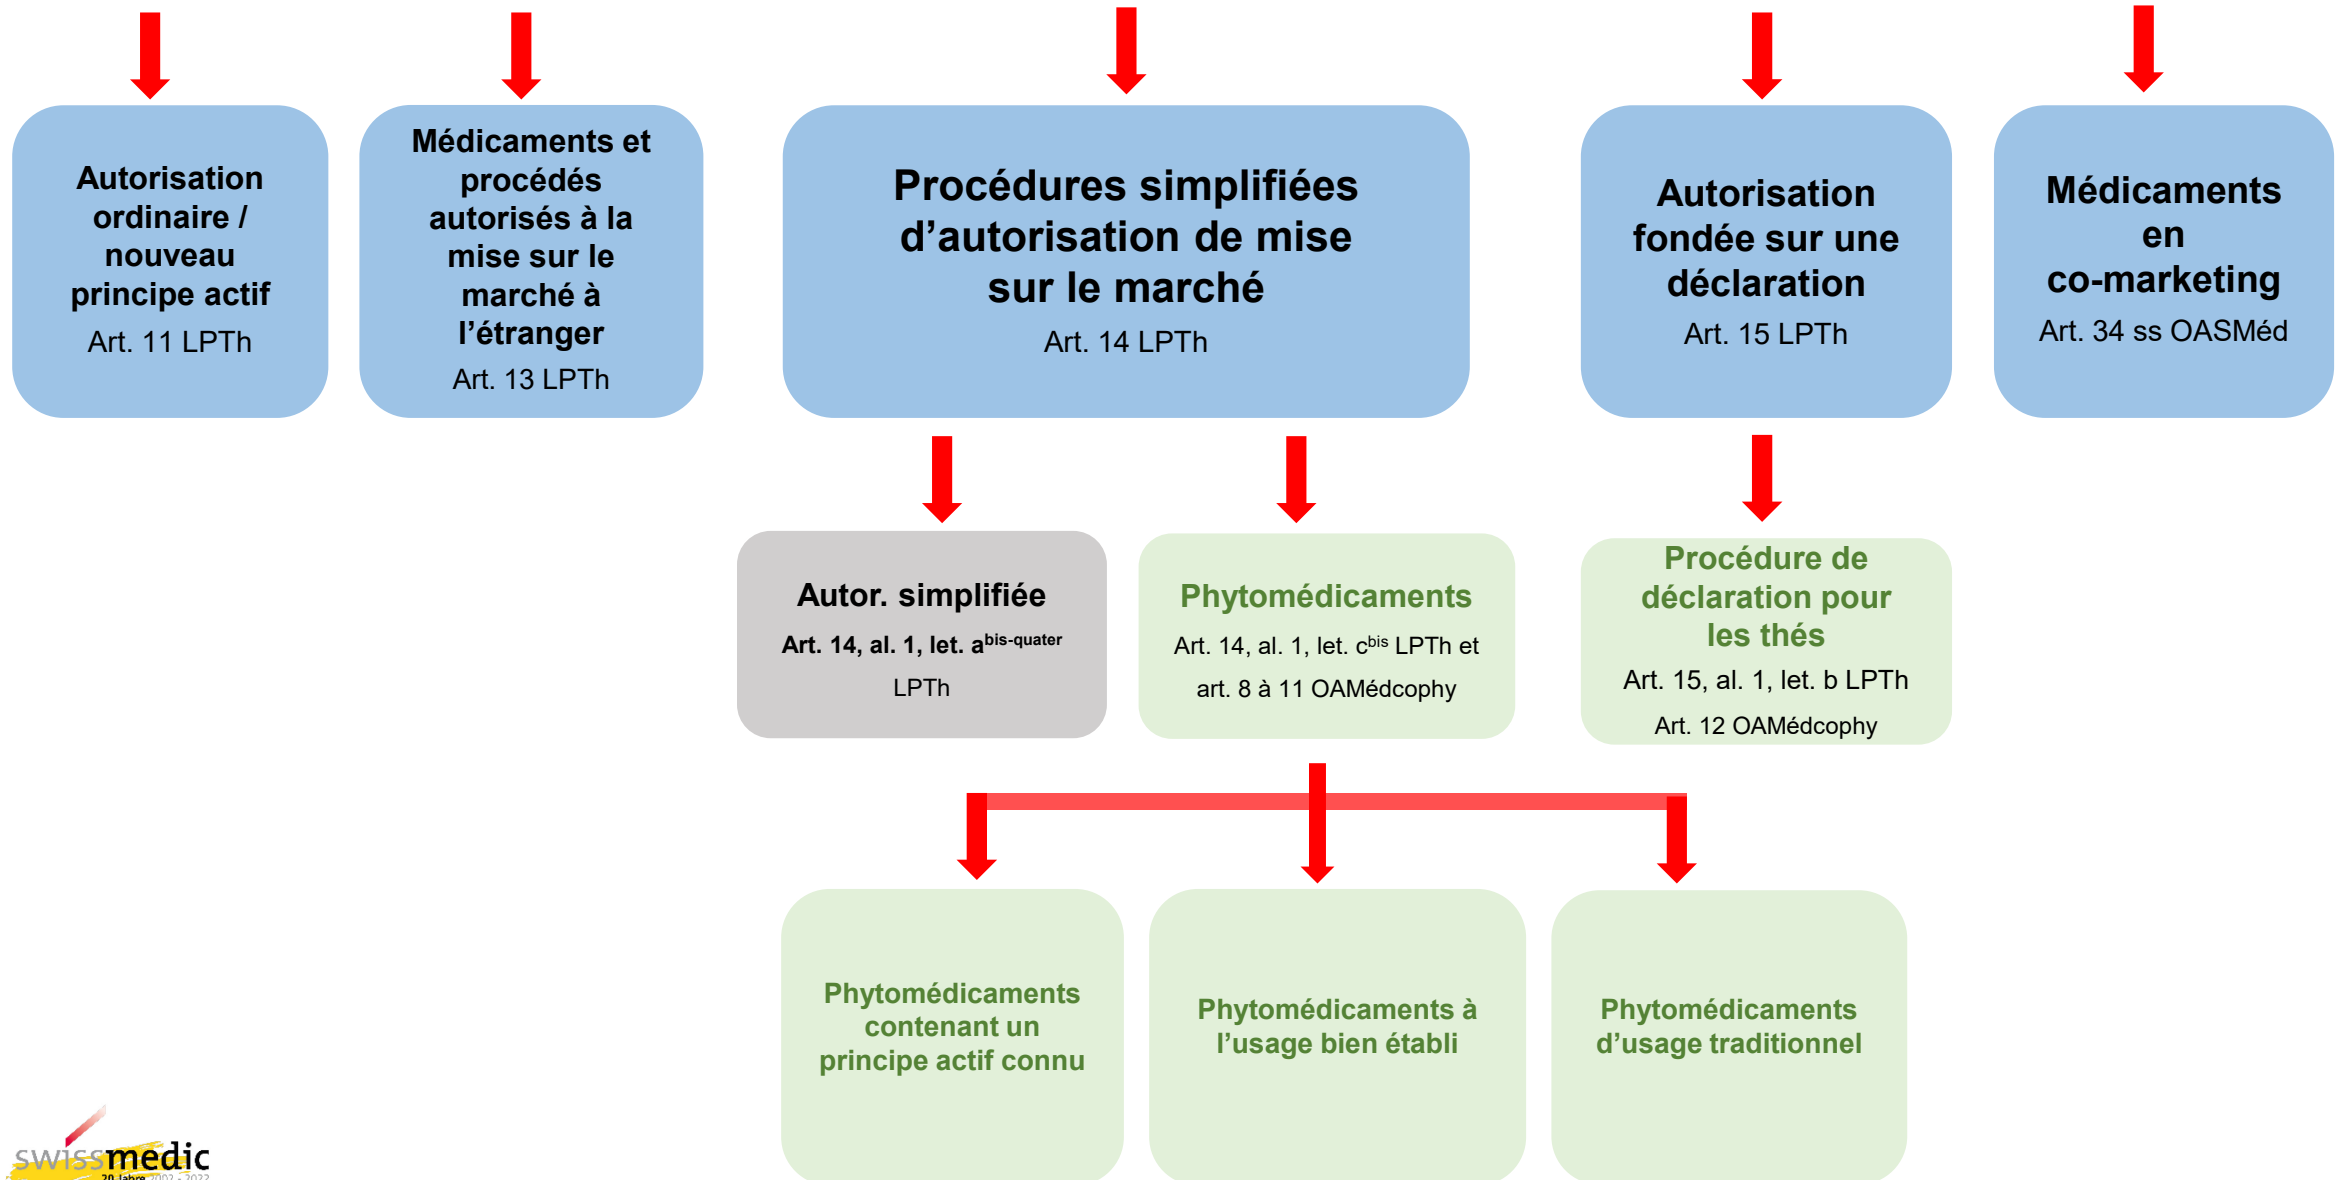 Autorisation
ordinaire /
nouveau
principe actif
Art. 11 LPTh
Médicaments et
procédés
autorisés à la
mise sur le
marché à
l’étranger
Art. 13 LPTh
Procédures simplifiées
d’autorisation de mise
sur le marché
Art. 14 LPTh
Autorisation
fondée sur une
déclaration
Art. 15 LPTh
Médicaments
en
co-marketing
Art. 34 ss OASMéd
Autor. simplifiée
Art. 14, al. 1, let. abis-quater
LPTh
Phytomédicaments
Art. 14, al. 1, let. cbis LPTh et
art. 8 à 11 OAMédcophy
Procédure de
déclaration pour
les thés
Art. 15, al. 1, let. b LPTh
Art. 12 OAMédcophy
Phytomédicaments
contenant un
principe actif connu
Phytomédicaments à
l’usage bien établi
Phytomédicaments
d’usage traditionnel
swissmedic
20 Jahre 2002 - 2022